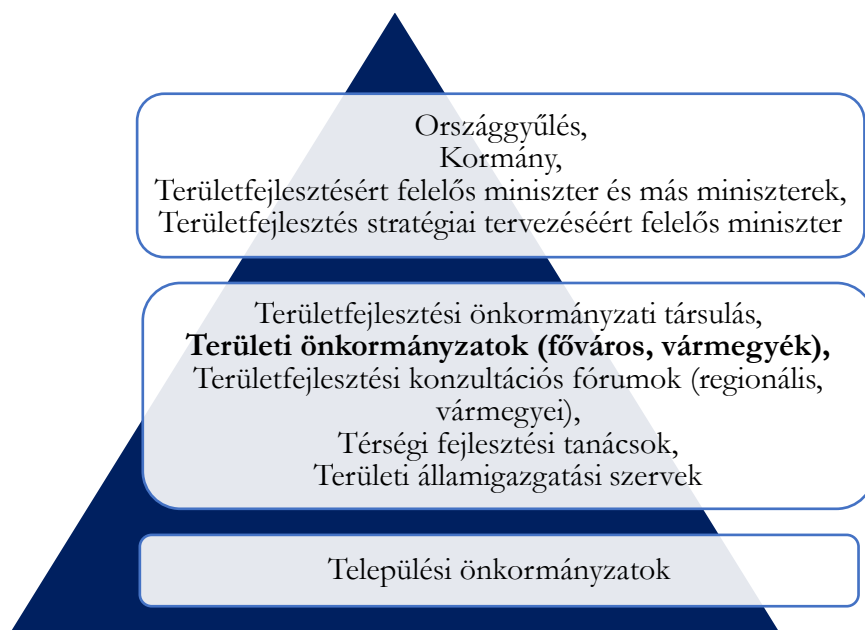 Országgyűlés,
Kormány,
Területfejlesztésért felelős miniszter és más miniszterek,
Területfejlesztés stratégiai tervezéséért felelős miniszter
Területfejlesztési önkormányzati társulás,
Területi önkormányzatok (főváros, vármegyék),
Területfejlesztési konzultációs fórumok (regionális,
vármegyei),
Térségi fejlesztési tanácsok,
Területi államigazgatási szervek
Települési önkormányzatok